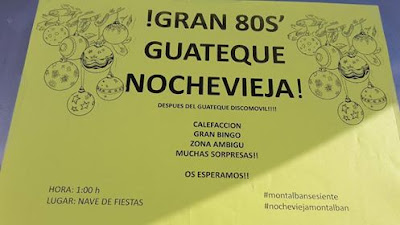 !GRAN 80S'
GUATEQUE
NOCHEVIEJA!
DESPUES DEL GUATEQUE DISCOMOVIL!!!!
CALEFACCION
GRAN BINGO
ZONA AMBIGU
MUCHAS SORPRESAS!!
OS ESPERAMOS!!
HORA: 1:00 h
LUGAR: NAVE DE FIESTAS
#montalbansesiente
#nocheviejamontalban